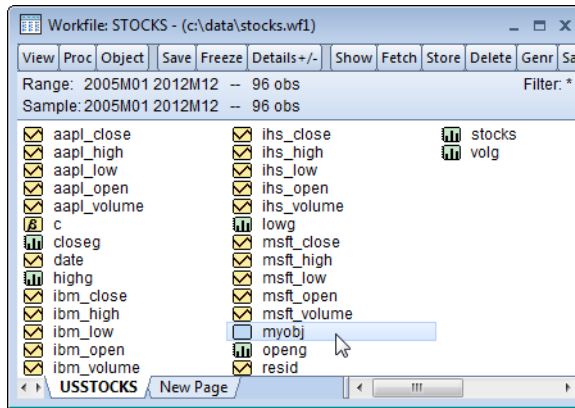 Workfile: STOCKS - (c:\data\stocks.wf1)
View Proc Object Save Freeze Details+/- Show Fetch Store Delete Genr Sa
Range: 2005M01 2012M12 -- 96 obs Filter: *
Sample: 2005M01 2012M12 -- 96 obs
aapl_close
aapl_high
aapl_low
aapl_open
aapl_volume
β c
closeg
date
highg
ibm_close
ibm_high
ibm_low
ibm_open
ibm_volume
ihs_close
ihs_high
ihs_low
ihs_open
ihs_volume
lowg
msft_close
msft_high
msft_low
msft_open
msft_volume
myobj
openg
resid
stocks
volg
USSTOCKS New Page